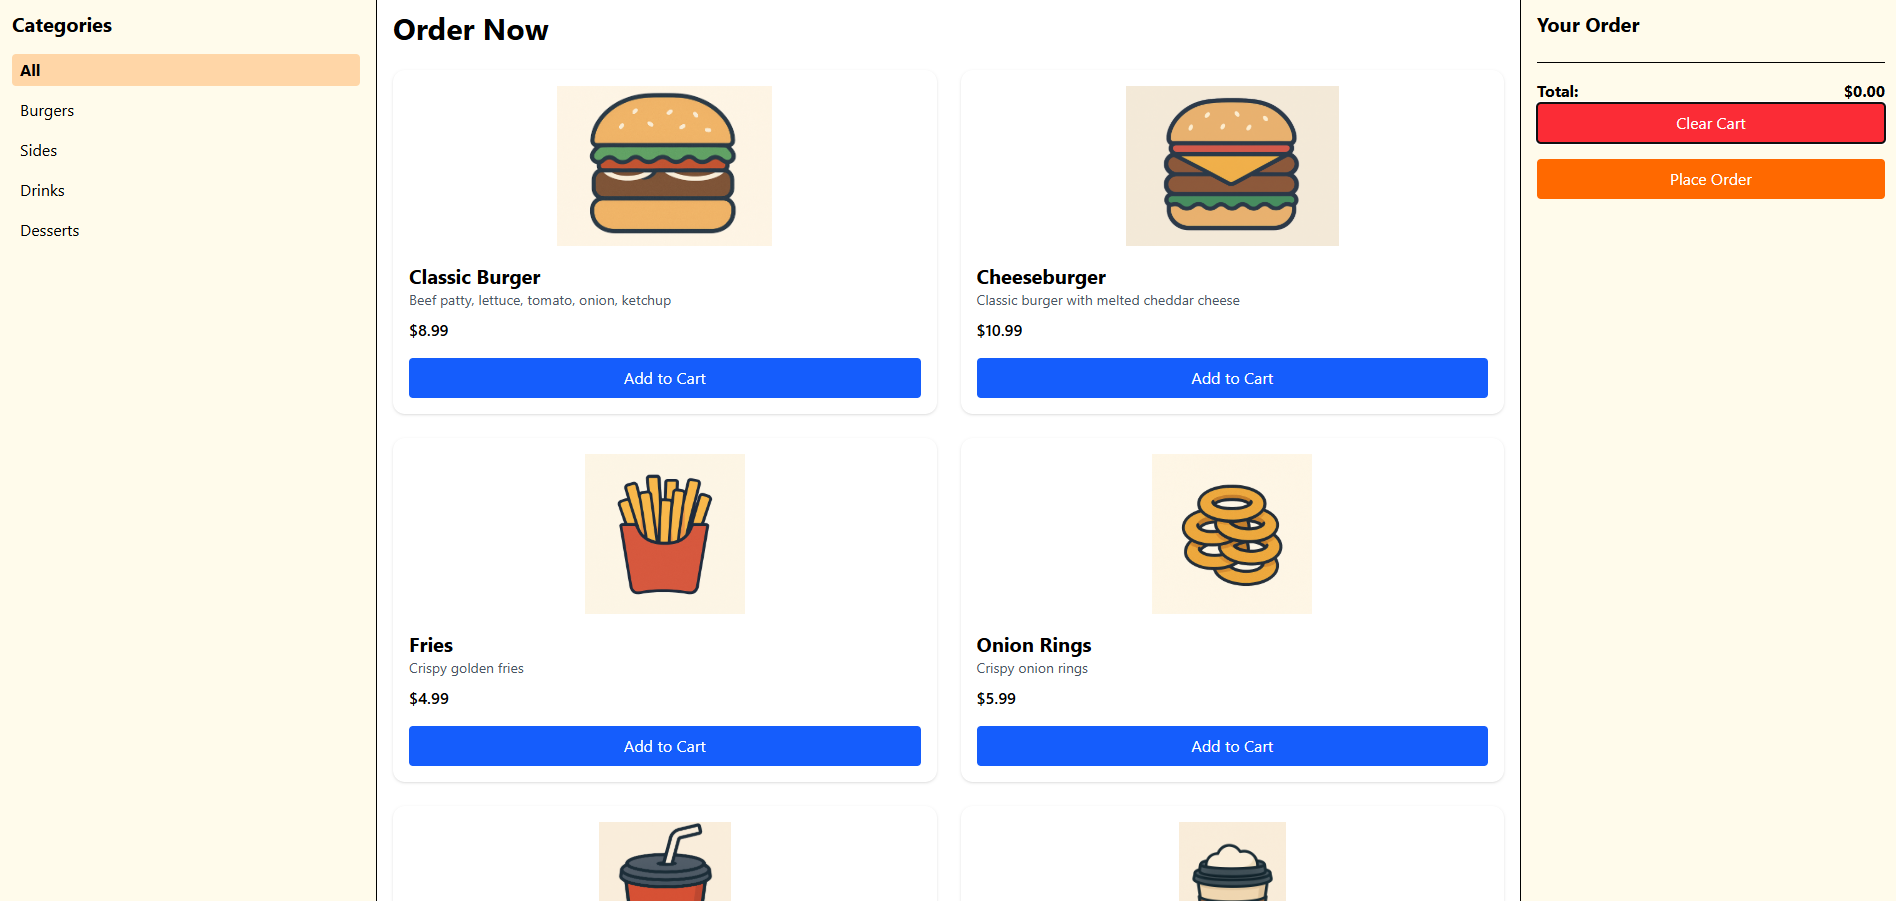 Categories
All
Burgers
Sides
Drinks
Desserts
Order Now
Classic Burger
Beef patty, lettuce, tomato, onion, ketchup
$8.99
Add to Cart
Cheeseburger
Classic burger with melted cheddar cheese
$10.99
Add to Cart
Fries
Crispy golden fries
$4.99
Add to Cart
Onion Rings
Crispy onion rings
$5.99
Add to Cart
Your Order
Total: $0.00
Clear Cart
Place Order